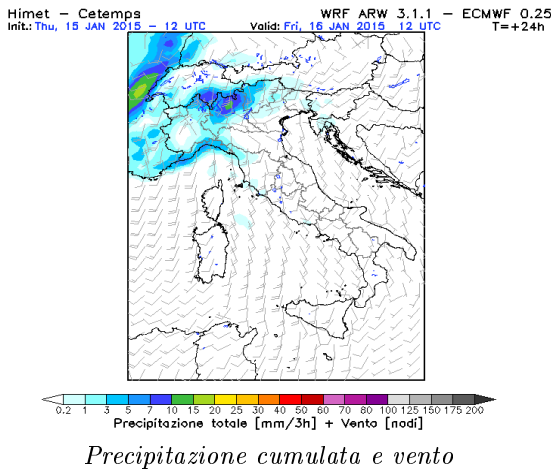 Himet – Cetemps WRF ARW 3.1.1 – ECMWF 0.25
Init.: Thu, 15 JAN 2015 – 12 UTC Valid: Fri, 16 JAN 2015 12 UTC T=+24h
0.2 1 3 5 7 10 15 20 25 30 40 50 60 70 80 100 125 150 175 200
Precipitazione totale [mm/3h] + Vento [nodi]
Precipitazione cumulata e vento